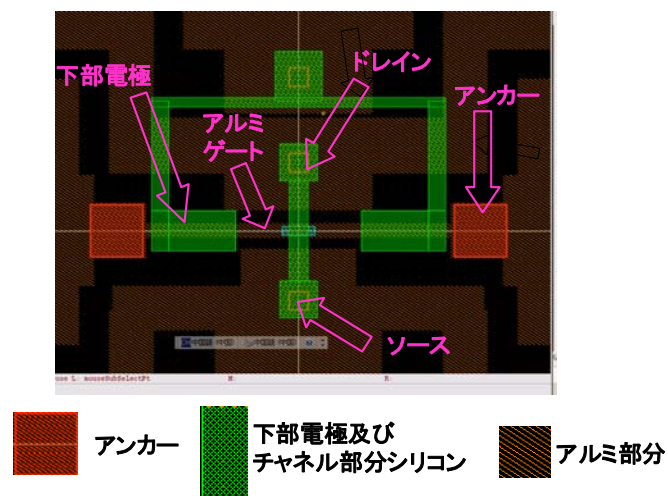 ドレイン
下部電極
アンカー
アルミ
ゲート
ソース
mouseSubSelectPt
M:
R:
アンカー
下部電極及び
チャネル部分シリコン
アルミ部分